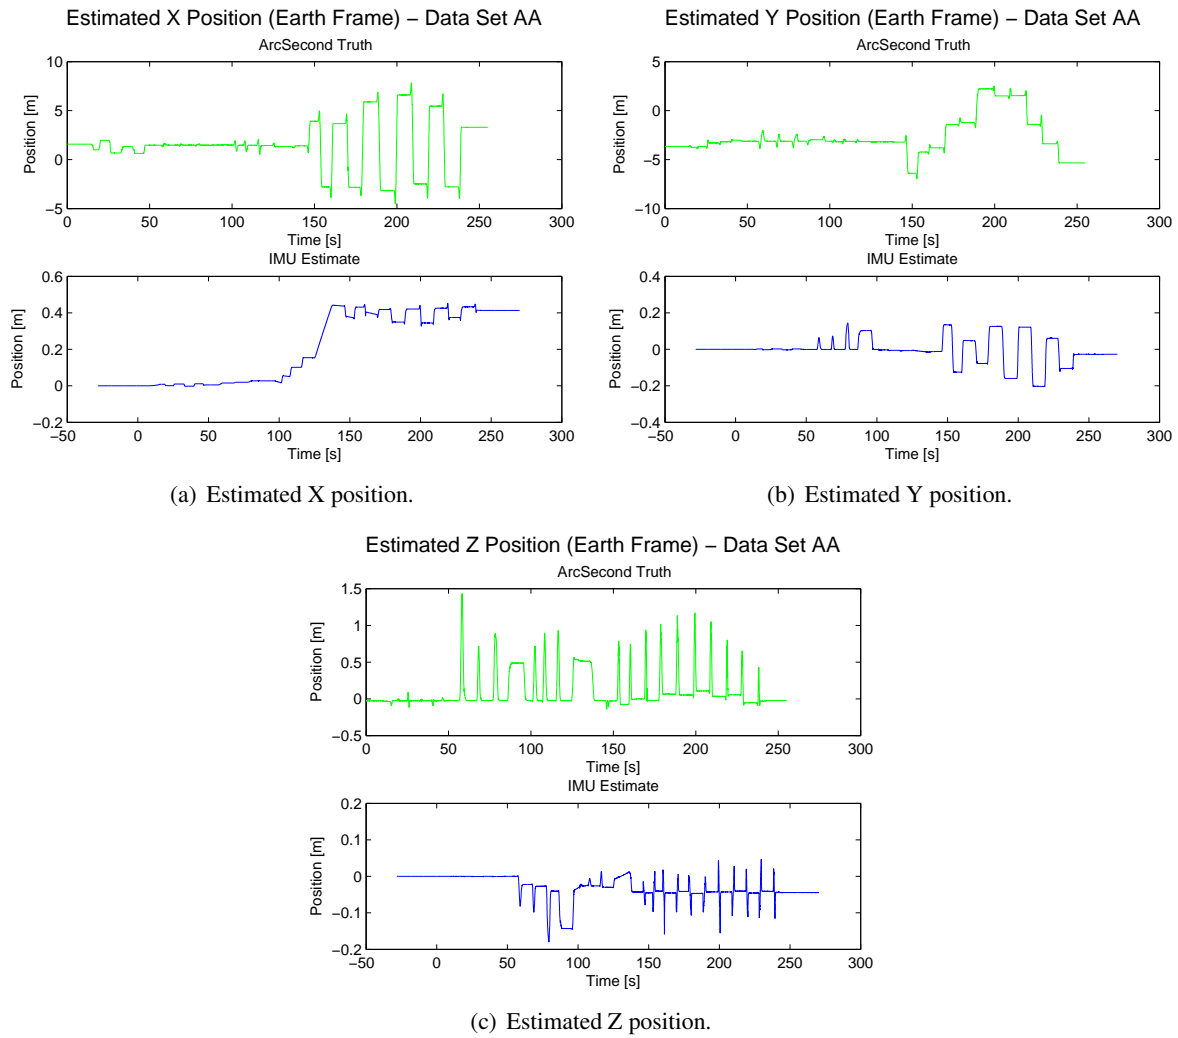 Estimated X Position (Earth Frame) − Data Set AA
ArcSecond Truth
10
5
0
−5
Position [m]
0 50 100 150 200 250 300
Time [s]
IMU Estimate
0.6
0.4
0.2
0
−0.2
Position [m]
−50 0 50 100 150 200 250 300
Time [s]
(a) Estimated X position.
Estimated Y Position (Earth Frame) − Data Set AA
ArcSecond Truth
5
0
−5
−10
Position [m]
0 50 100 150 200 250 300
Time [s]
IMU Estimate
0.4
0.2
0
−0.2
−0.4
Position [m]
−50 0 50 100 150 200 250 300
Time [s]
(b) Estimated Y position.
Estimated Z Position (Earth Frame) − Data Set AA
ArcSecond Truth
1.5
1
0.5
0
−0.5
Position [m]
0 50 100 150 200 250 300
Time [s]
IMU Estimate
0.2
0.1
0
−0.1
−0.2
Position [m]
−50 0 50 100 150 200 250 300
Time [s]
(c) Estimated Z position.